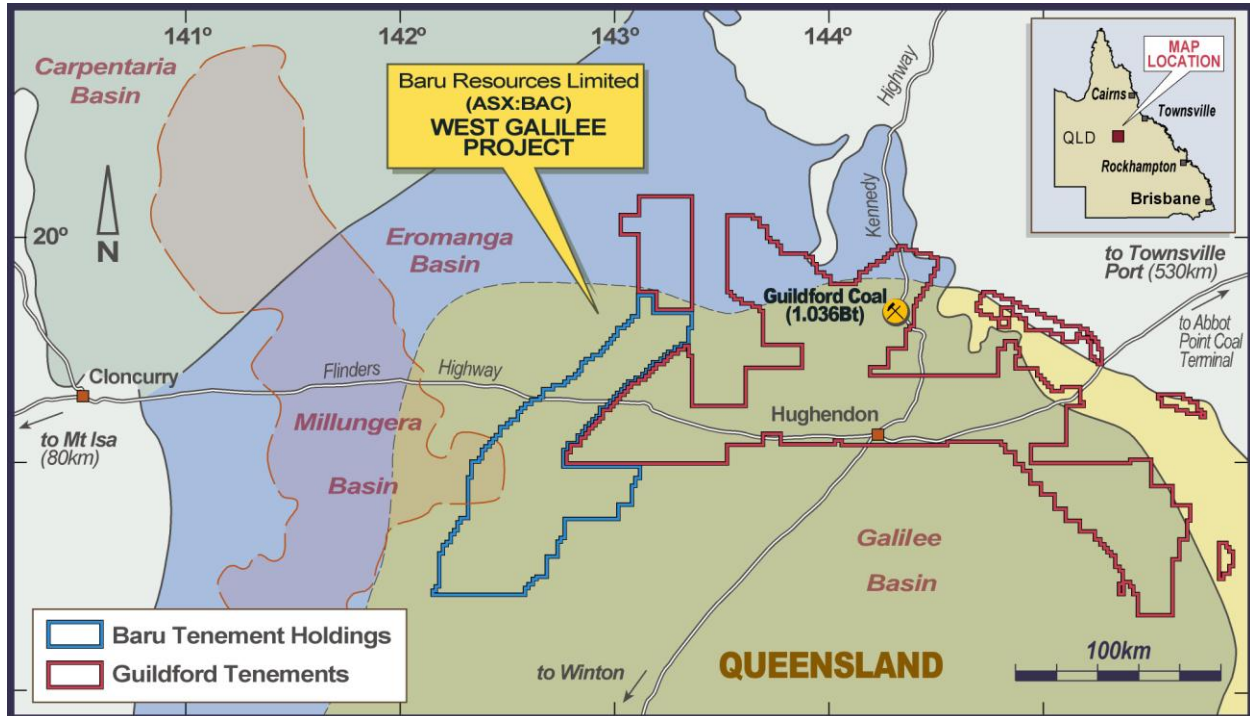 141º
142º
143º
144º
Carpentaria
Basin
Baru Resources Limited
(ASX:BAC)
WEST GALILEE
PROJECT
Highway
Kennedy
MAP
LOCATION
Cairns
Townsville
QLD
Rockhampton
Brisbane
20º
N
Eromanga
Basin
to Townsville
Port (530km)
Guildford Coal
(1.036Bt)
to Abbot
Point Coal
Terminal
Cloncurry
Flinders
Highway
to Mt Isa
(80km)
Millungera
Basin
Hughendon
Galilee
Basin
Baru Tenement Holdings
Guildford Tenements
to Winton
QUEENSLAND
100km